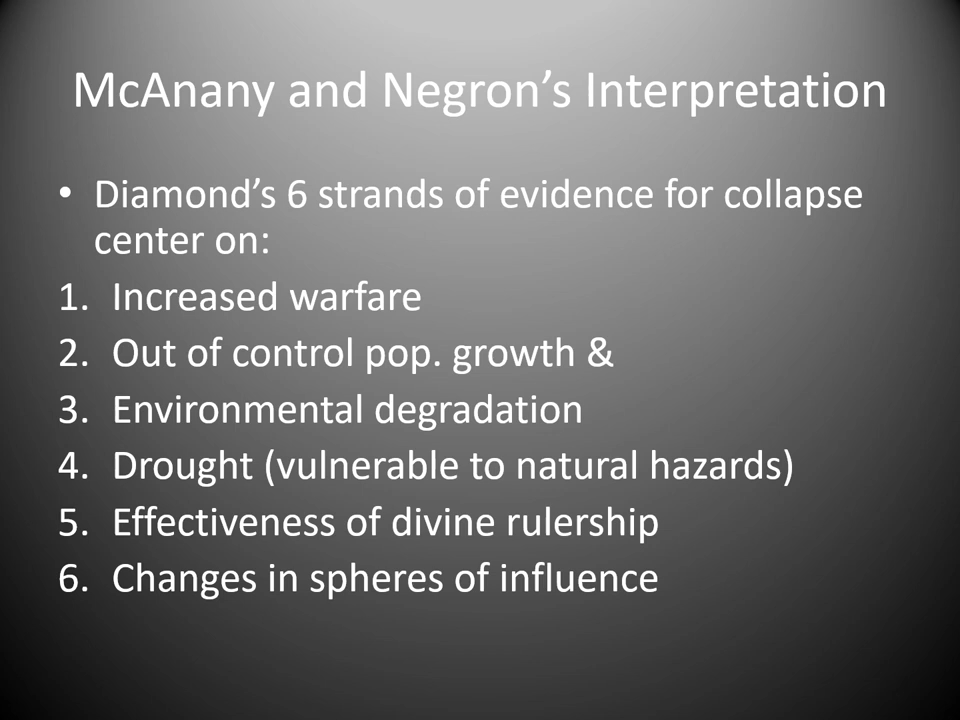 McAnany and Negron’s Interpretation
• Diamond’s 6 strands of evidence for collapse
center on:
1. Increased warfare
2. Out of control pop. growth &
3. Environmental degradation
4. Drought (vulnerable to natural hazards)
5. Effectiveness of divine rulership
6. Changes in spheres of influence